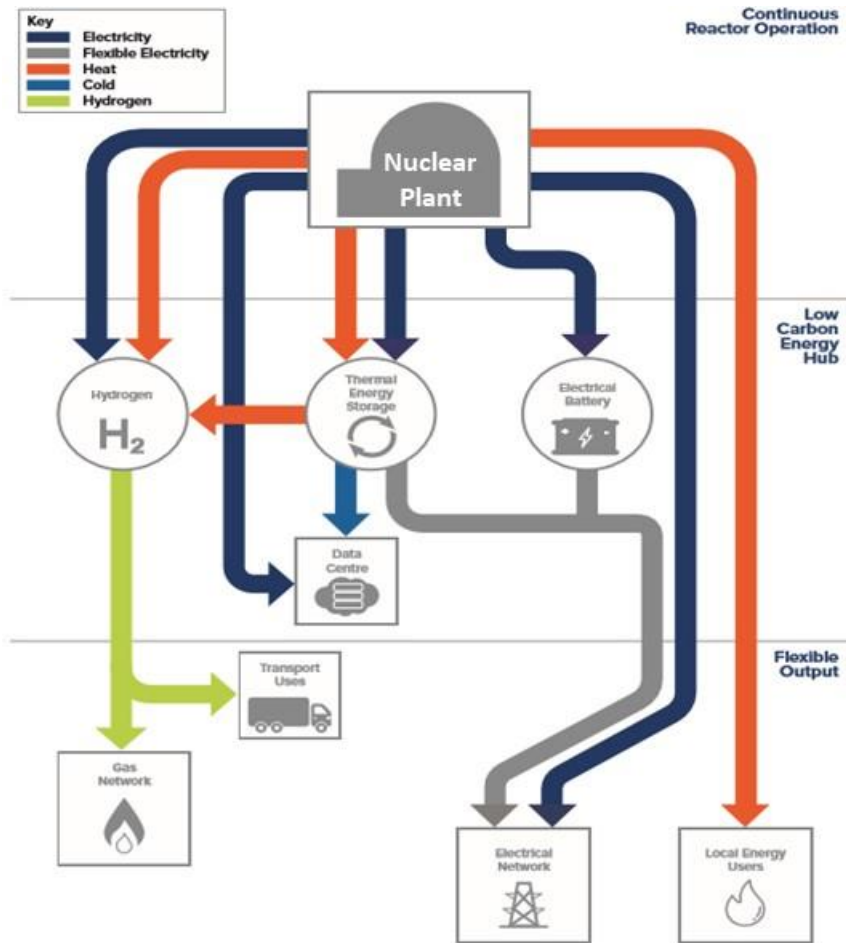 Key
Electricity
Flexible Electricity
Heat
Cold
Hydrogen
Continuous
Reactor Operation
Nuclear
Plant
Low
Carbon
Energy
Hub
Hydrogen
H₂
Thermal
Energy
Storage
Electrical
Battery
Data
Centre
Flexible
Output
Transport
Uses
Gas
Network
Electrical
Network
Local Energy
Users